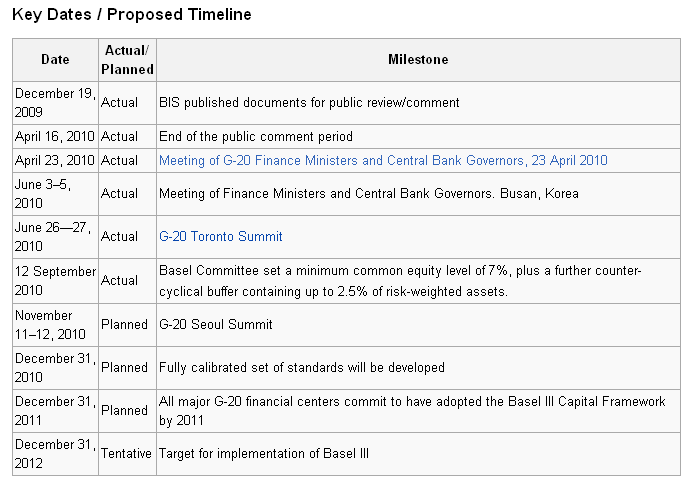 Key Dates / Proposed Timeline
Date Actual/ Planned Milestone
December 19, 2009 Actual BIS published documents for public review/comment
April 16, 2010 Actual End of the public comment period
April 23, 2010 Actual Meeting of G-20 Finance Ministers and Central Bank Governors, 23 April 2010
June 3–5, 2010 Actual Meeting of Finance Ministers and Central Bank Governors. Busan, Korea
June 26—27, 2010 Actual G-20 Toronto Summit
12 September 2010 Actual Basel Committee set a minimum common equity level of 7%, plus a further counter-
cyclical buffer containing up to 2.5% of risk-weighted assets.
November 11–12, 2010 Planned G-20 Seoul Summit
December 31, 2010 Planned Fully calibrated set of standards will be developed
December 31, 2011 Planned All major G-20 financial centers commit to have adopted the Basel III Capital Framework
by 2011
December 31, 2012 Tentative Target for implementation of Basel III